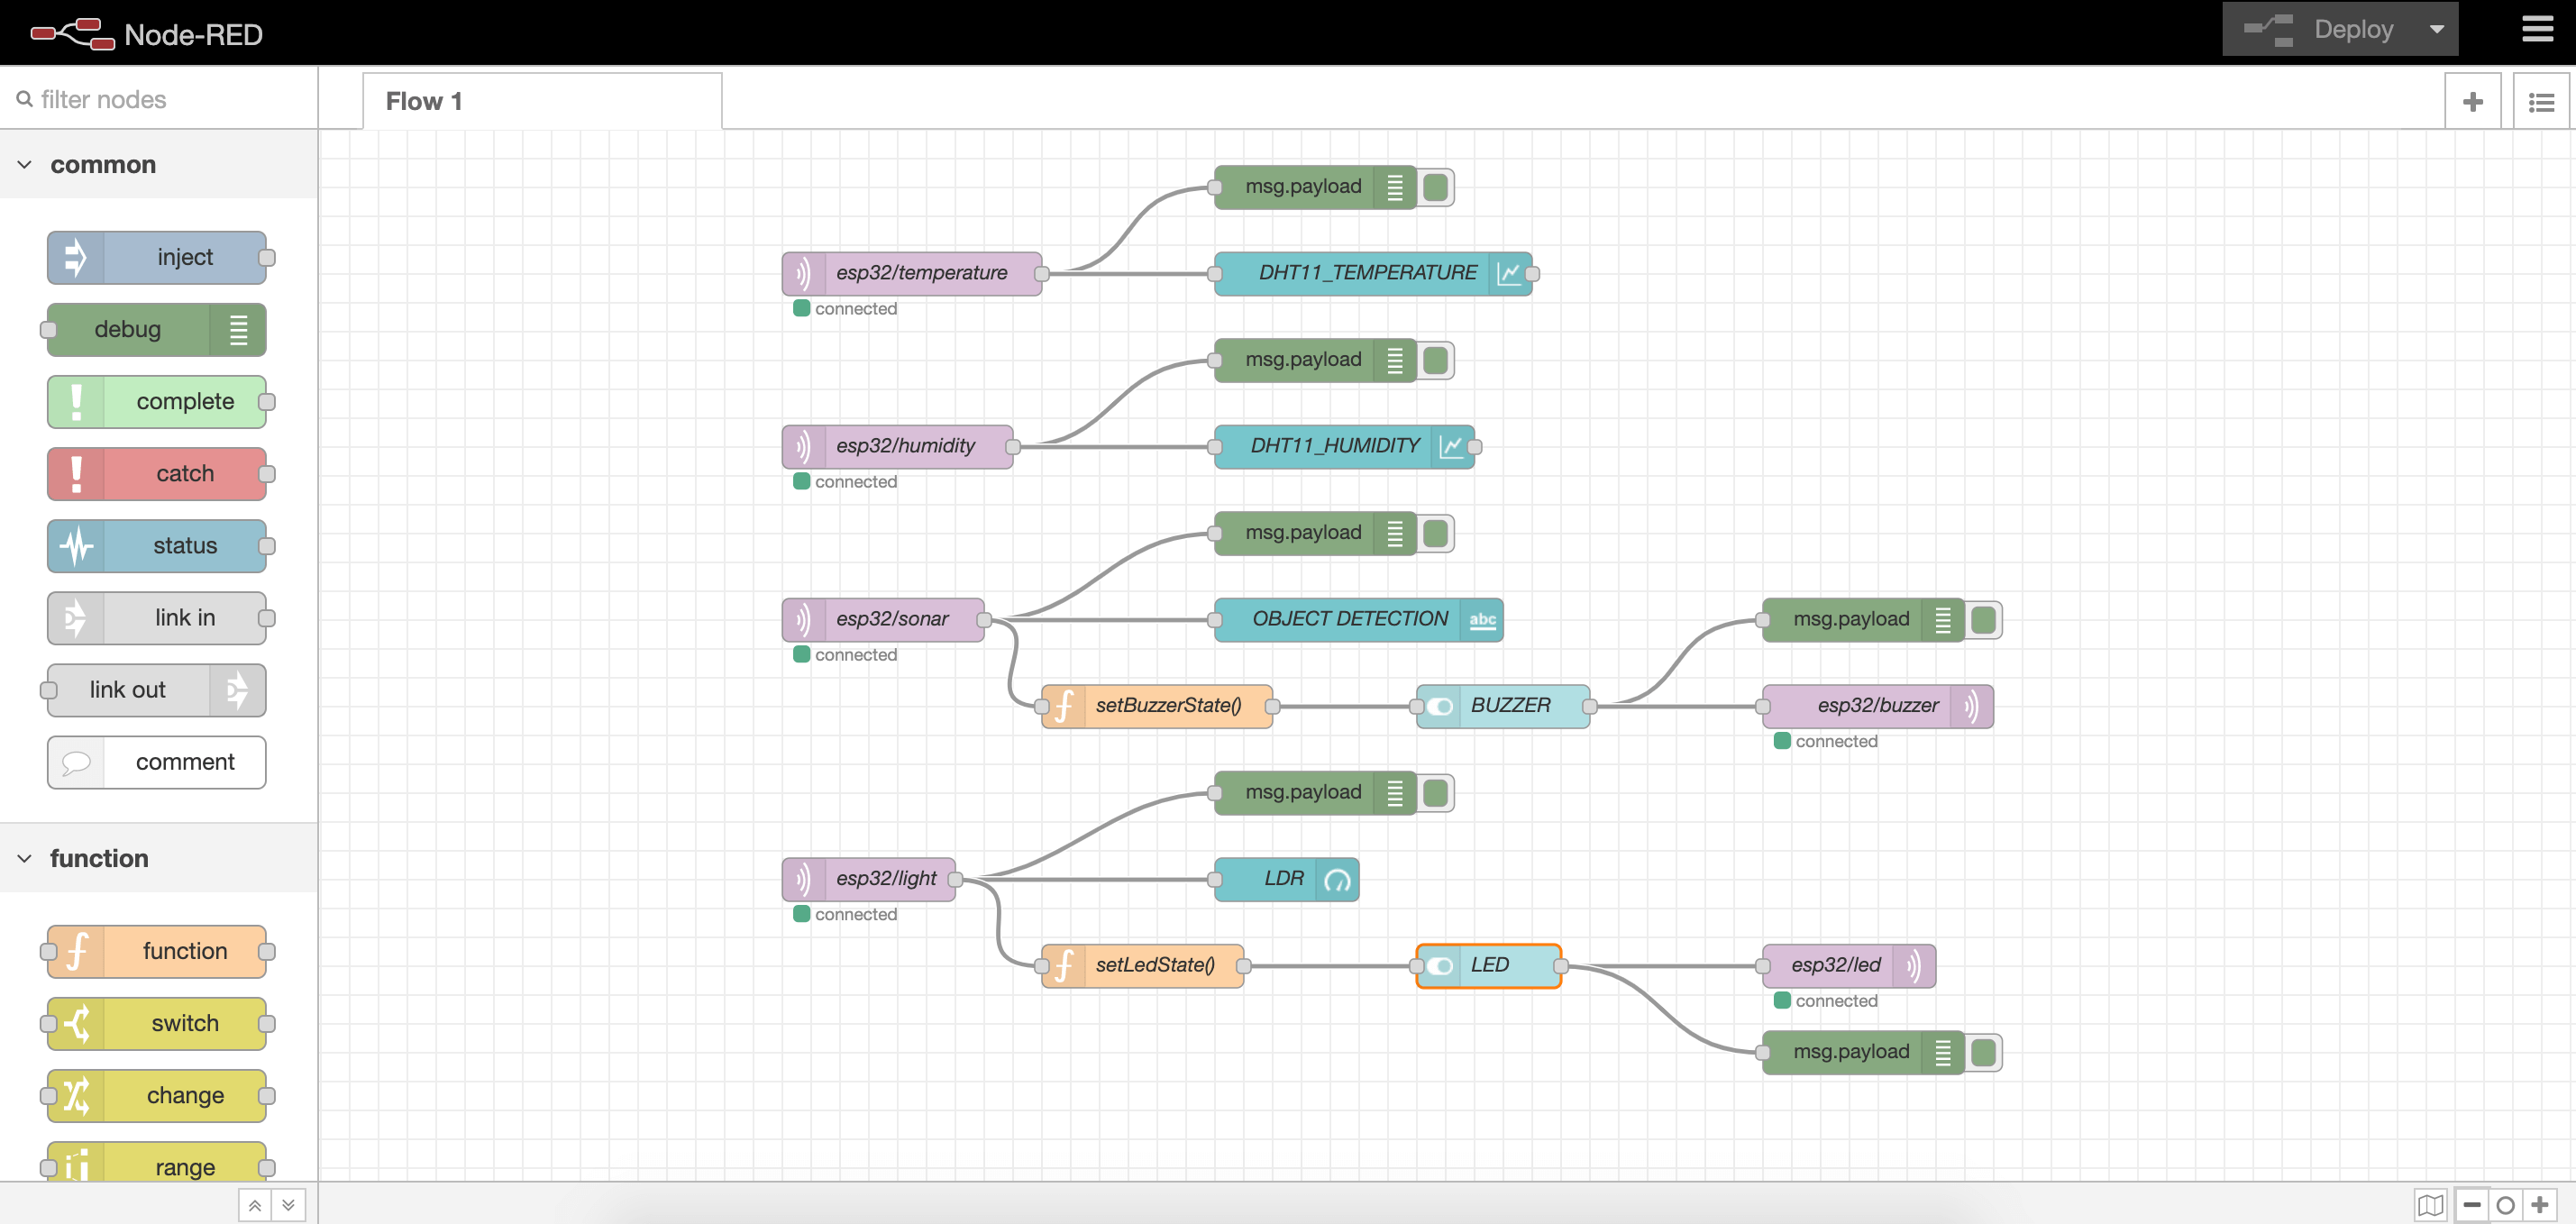 Node-RED
Deploy
filter nodes
Flow 1
common
inject
debug
complete
catch
status
link in
link out
comment
function
function
switch
change
range
msg.payload
esp32/temperature
DHT11_TEMPERATURE
connected
msg.payload
esp32/humidity
DHT11_HUMIDITY
connected
msg.payload
esp32/sonar
OBJECT DETECTION
abc
msg.payload
connected
setBuzzerState()
BUZZER
esp32/buzzer
connected
msg.payload
esp32/light
LDR
connected
setLedState()
LED
esp32/led
connected
msg.payload